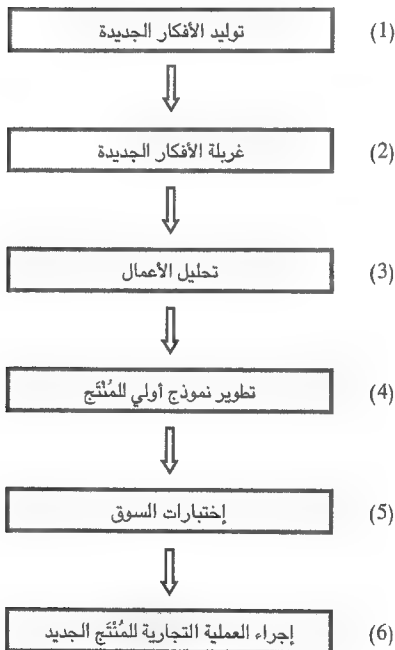 توليد الأفكار الجديدة (1)
غربلة الأفكار الجديدة (2)
تحليل الأعمال (3)
تطوير نموذج أولي للمُنْتَج (4)
إختبارات السوق (5)
إجراء العملية التجارية للمُنْتَج الجديد (6)